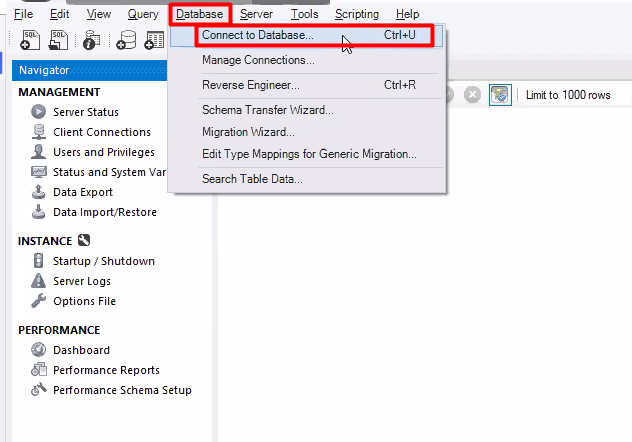 File Edit View Query Database Server Tools Scripting Help
Connect to Database... Ctrl+U
Manage Connections...
Reverse Engineer... Ctrl+R
Schema Transfer Wizard...
Migration Wizard...
Edit Type Mappings for Generic Migration...
Search Table Data...
SQL SQL
Limit to 1000 rows
Navigator
MANAGEMENT
Server Status
Client Connections
Users and Privileges
Status and System Var
Data Export
Data Import/Restore
INSTANCE
Startup / Shutdown
Server Logs
Options File
PERFORMANCE
Dashboard
Performance Reports
Performance Schema Setup